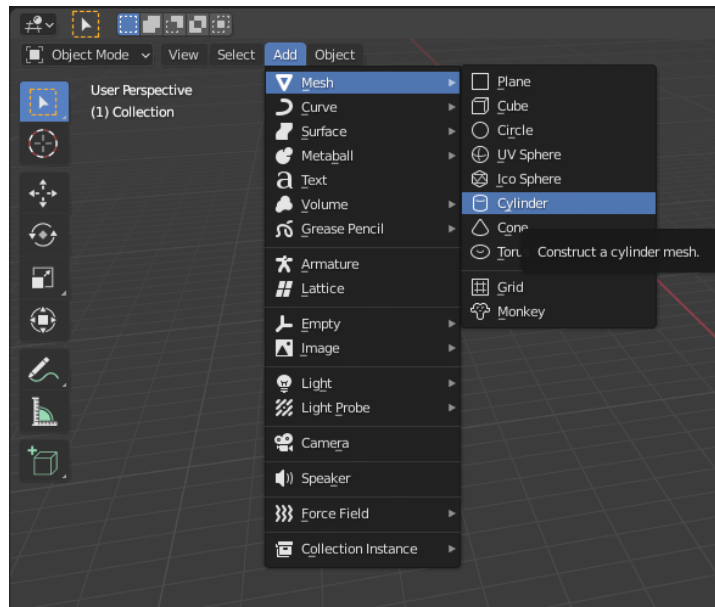 Object Mode View Select Add Object
User Perspective
(1) Collection
Mesh
Curve
Surface
Metaball
Text
Volume
Grease Pencil
Armature
Lattice
Empty
Image
Light
Light Probe
Camera
Speaker
Force Field
Collection Instance
Plane
Cube
Circle
UV Sphere
Ico Sphere
Cylinder
Cone
Construct a cylinder mesh.
Grid
Monkey